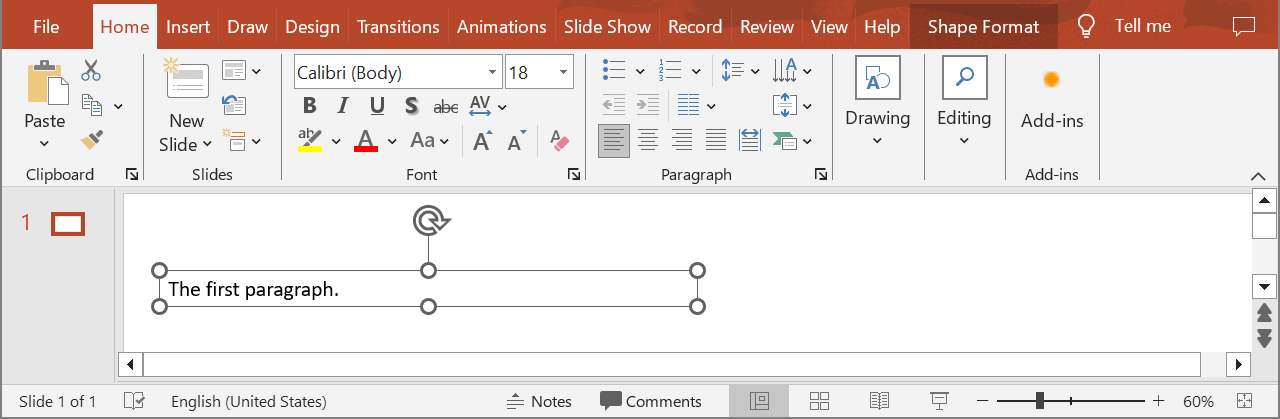 File Home Insert Draw Design Transitions Animations Slide Show Record Review View Help Shape Format Tell me
Calibri (Body) 18
B I U S abc AV
ab A Aa A A
Paste New Slide Drawing Editing Add-ins
Clipboard Slides Font Paragraph Add-ins
1
The first paragraph.
Slide 1 of 1 English (United States) Notes Comments 60%